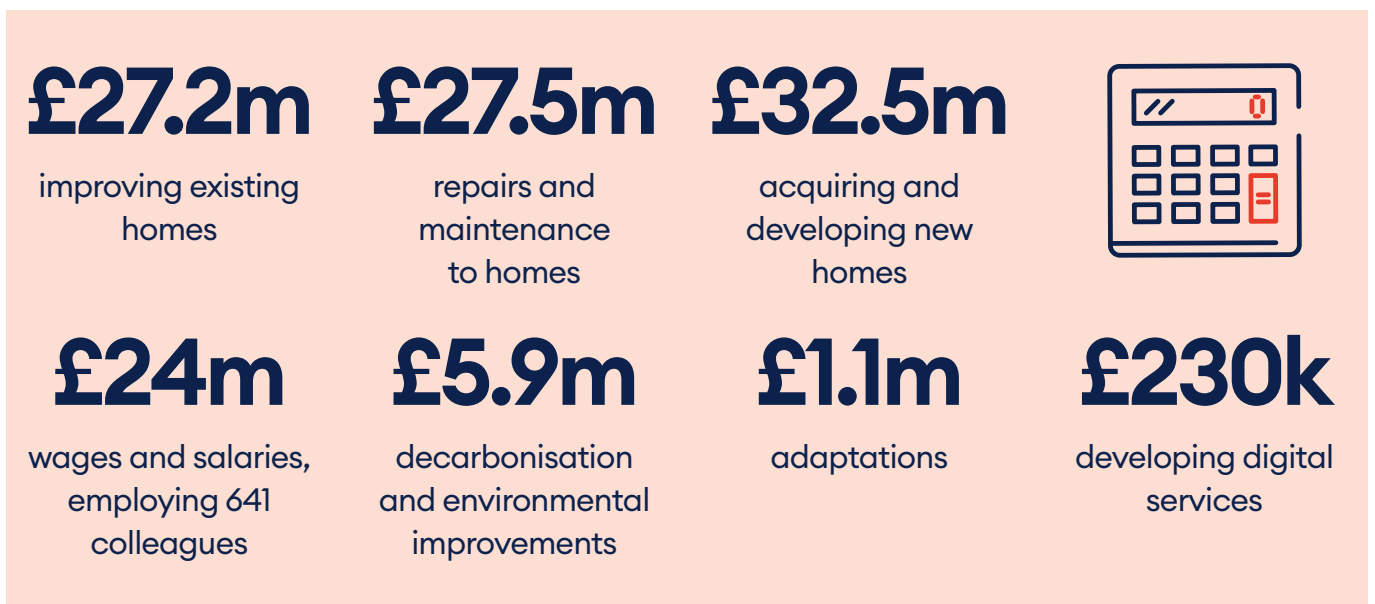 £27.2m
improving existing
homes
£27.5m
repairs and
maintenance
to homes
£32.5m
acquiring and
developing new
homes
0
=
£24m
wages and salaries,
employing 641
colleagues
£5.9m
decarbonisation
and environmental
improvements
£1.1m
adaptations
£230k
developing digital
services